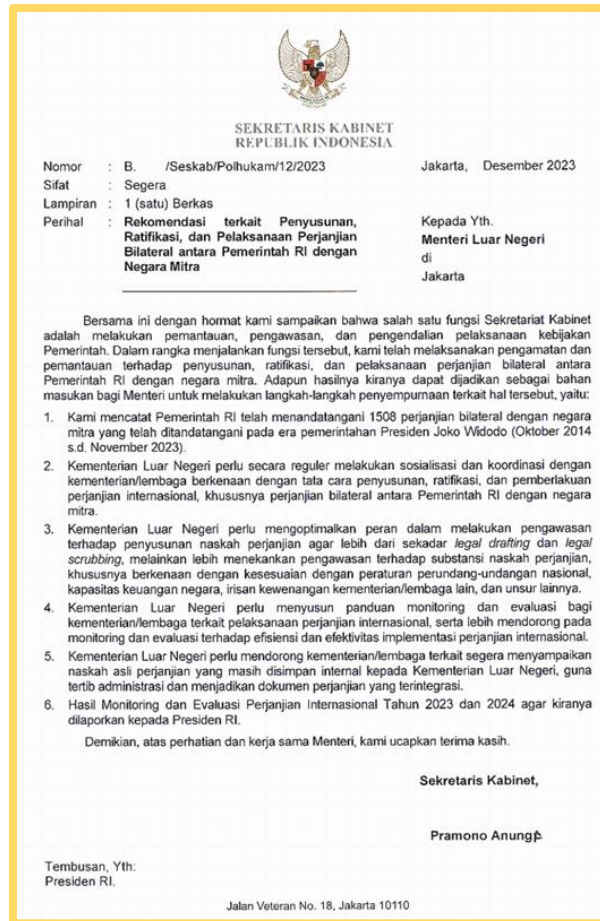 SEKRETARIS KABINET
REPUBLIK INDONESIA
Nomor : B. /Seskab/Polhukam/12/2023
Jakarta, Desember 2023
Sifat : Segera
Lampiran : 1 (satu) Berkas
Perihal : Rekomendasi terkait Penyusunan,
Ratifikasi, dan Pelaksanaan Perjanjian
Bilateral antara Pemerintah RI dengan
Negara Mitra
Kepada Yth.
Menteri Luar Negeri
di
Jakarta
Bersama ini dengan hormat kami sampaikan bahwa salah satu fungsi Sekretariat Kabinet
adalah melakukan pemantauan, pengawasan, dan pengendalian pelaksanaan kebijakan
Pemerintah. Dalam rangka menjalankan fungsi tersebut, kami telah melaksanakan pengamatan dan
pemantauan terhadap penyusunan, ratifikasi, dan pelaksanaan perjanjian bilateral antara
Pemerintah RI dengan negara mitra. Adapun hasilnya kiranya dapat dijadikan sebagai bahan
masukan bagi Menteri untuk melakukan langkah-langkah penyempurnaan terkait hal tersebut, yaitu:
1. Kami mencatat Pemerintah RI telah menandatangani 1508 perjanjian bilateral dengan negara
mitra yang telah ditandatangani pada era pemerintahan Presiden Joko Widodo (Oktober 2014
s.d. November 2023).
2. Kementerian Luar Negeri perlu secara reguler melakukan sosialisasi dan koordinasi dengan
kementerian/lembaga berkenaan dengan tata cara penyusunan, ratifikasi, dan pemberlakuan
perjanjian internasional, khususnya perjanjian bilateral antara Pemerintah RI dengan negara
mitra.
3. Kementerian Luar Negeri perlu mengoptimalkan peran dalam melakukan pengawasan
terhadap penyusunan naskah perjanjian agar lebih dari sekadar legal drafting dan legal
scrubbing, melainkan lebih menekankan pengawasan terhadap substansi naskah perjanjian,
khususnya berkenaan dengan kesesuaian dengan peraturan perundang-undangan nasional,
kapasitas keuangan negara, irisan kewenangan kementerian/lembaga lain, dan unsur lainnya.
4. Kementerian Luar Negeri perlu menyusun panduan monitoring dan evaluasi bagi
kementerian/lembaga terkait pelaksanaan perjanjian internasional, serta lebih mendorong pada
monitoring dan evaluasi terhadap efisiensi dan efektivitas implementasi perjanjian internasional.
5. Kementerian Luar Negeri perlu mendorong kementerian/lembaga terkait segera menyampaikan
naskah asli perjanjian yang masih disimpan internal kepada Kementerian Luar Negeri, guna
tertib administrasi dan menjadikan dokumen perjanjian yang terintegrasi.
6. Hasil Monitoring dan Evaluasi Perjanjian Internasional Tahun 2023 dan 2024 agar kiranya
dilaporkan kepada Presiden RI.
Demikian, atas perhatian dan kerja sama Menteri, kami ucapkan terima kasih.
Sekretaris Kabinet,
Pramono Anung
Tembusan, Yth:
Presiden RI.
Jalan Veteran No. 18, Jakarta 10110